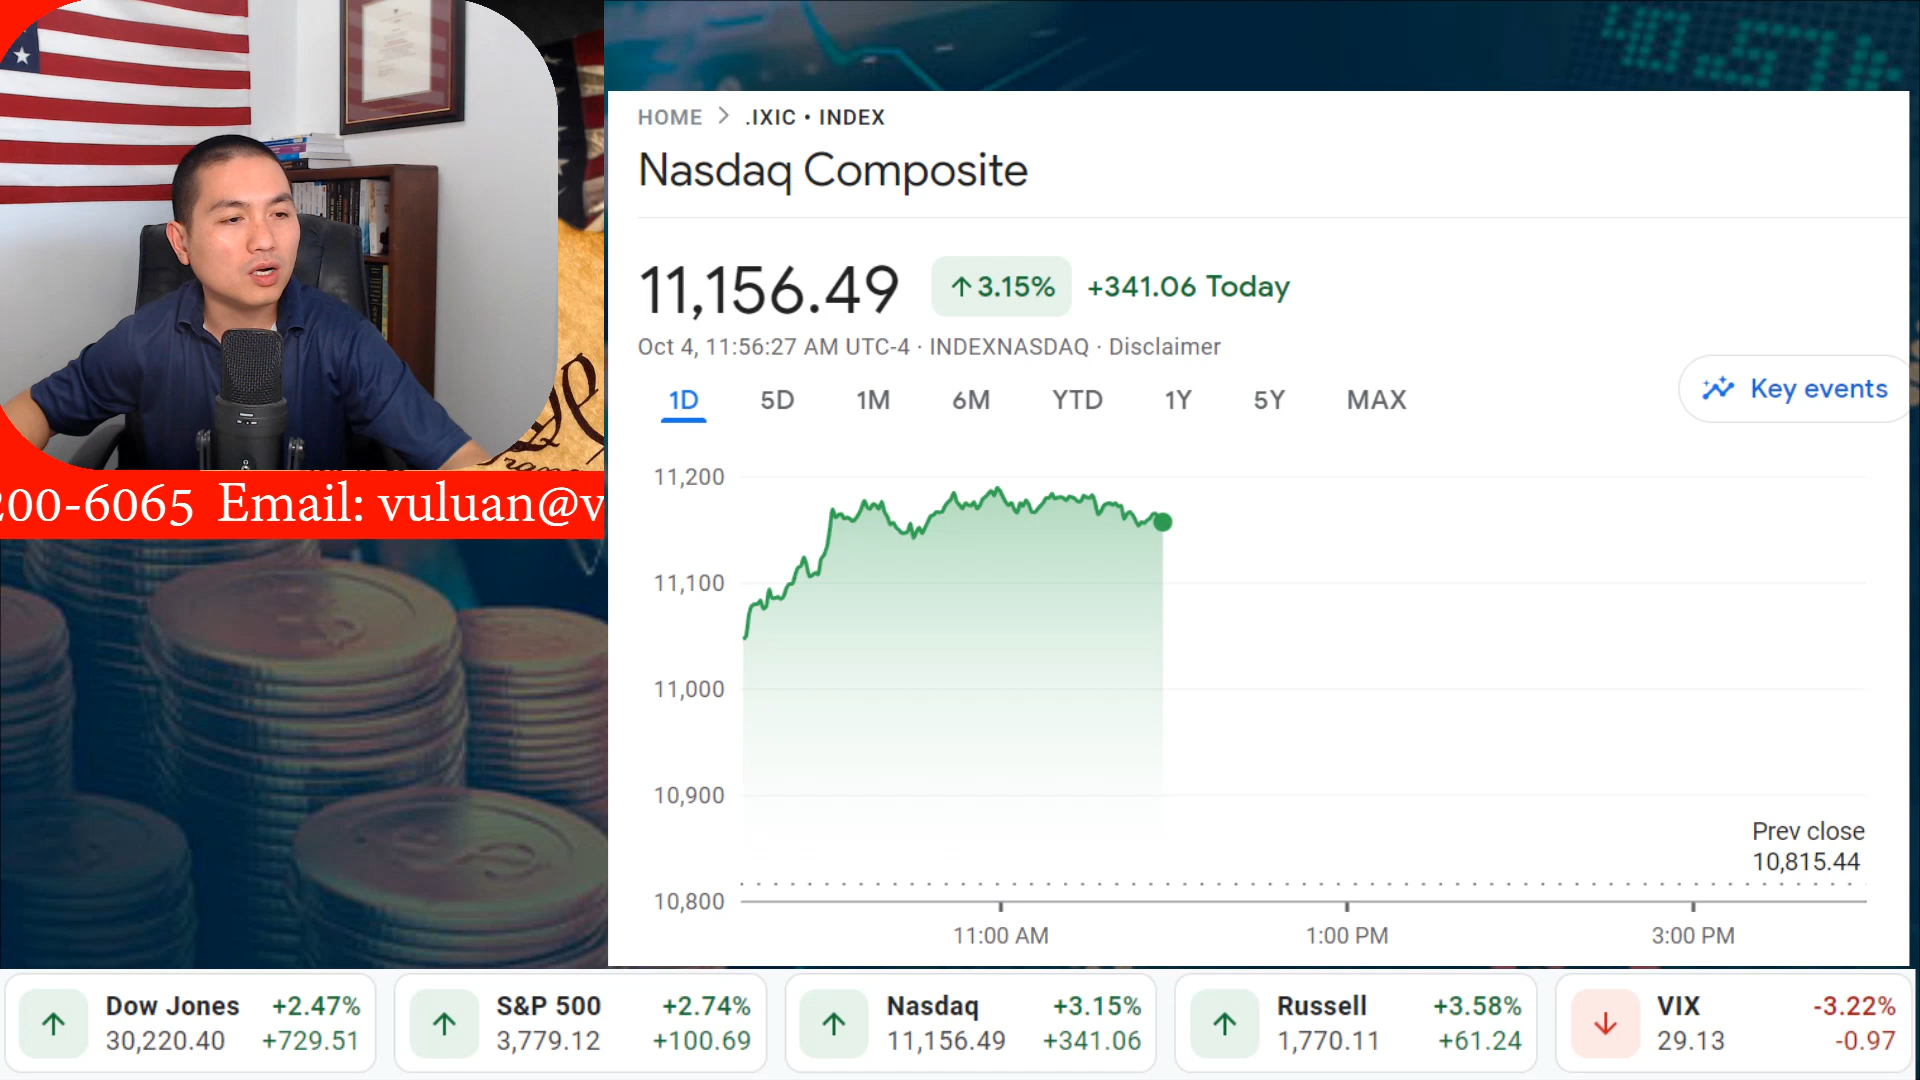 HOME > .IXIC • INDEX
Nasdaq Composite
11,156.49 ↑3.15% +341.06 Today
Oct 4, 11:56:27 AM UTC-4 · INDEXNASDAQ · Disclaimer
1D 5D 1M 6M YTD 1Y 5Y MAX
Key events
11,200
11,100
11,000
10,900
Prev close
10,815.44
10,800
11:00 AM 1:00 PM 3:00 PM
200-6065 Email: vuluan@v
Dow Jones +2.47%
30,220.40 +729.51
S&P 500 +2.74%
3,779.12 +100.69
Nasdaq +3.15%
11,156.49 +341.06
Russell +3.58%
1,770.11 +61.24
VIX -3.22%
29.13 -0.97